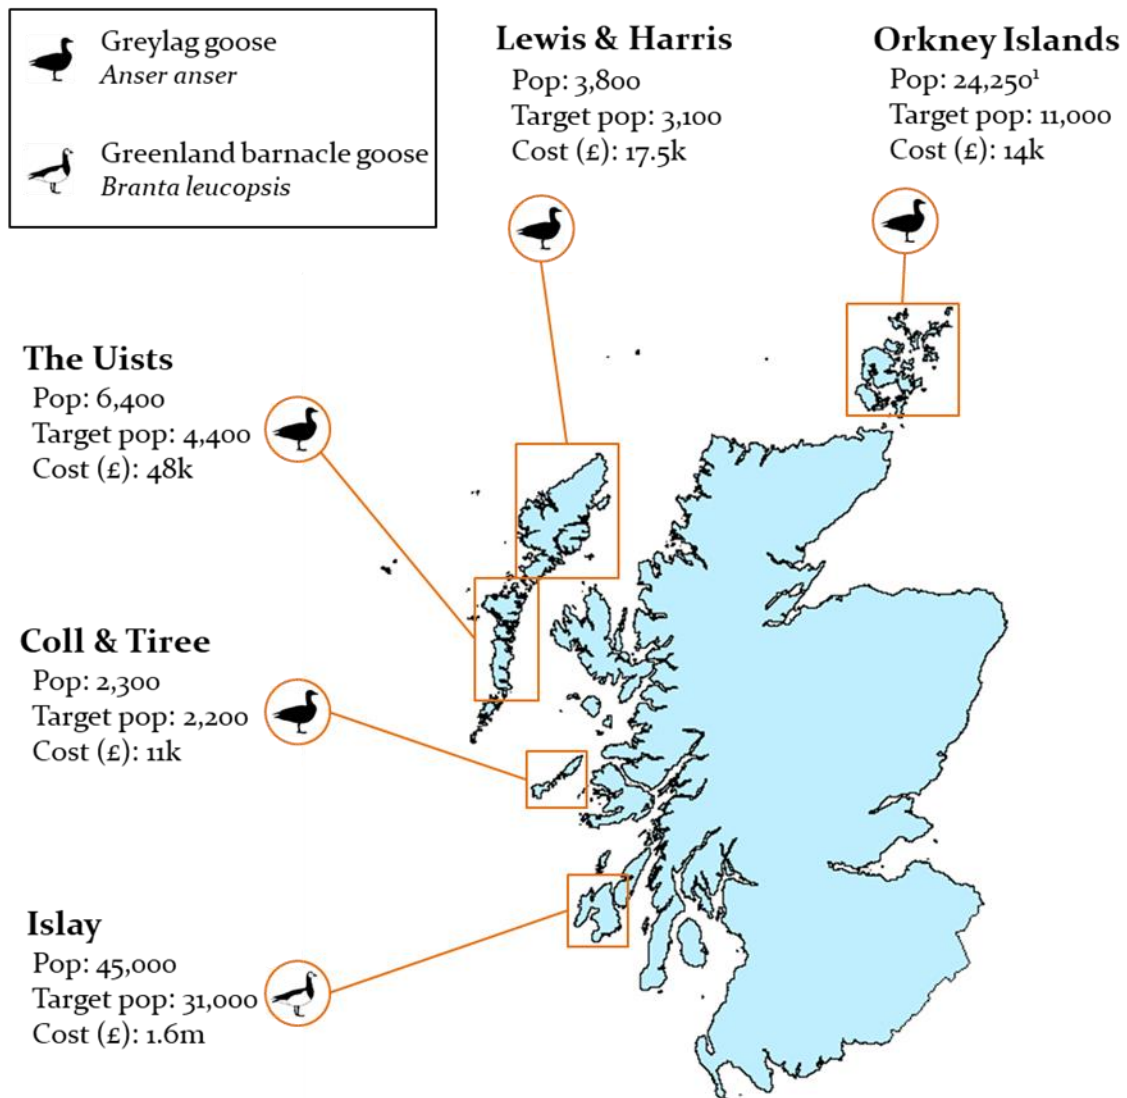 Greylag goose
Anser anser
Greenland barnacle goose
Branta leucopsis
Lewis & Harris
Pop: 3,800
Target pop: 3,100
Cost (£): 17.5k
Orkney Islands
Pop: 24,250¹
Target pop: 11,000
Cost (£): 14k
The Uists
Pop: 6,400
Target pop: 4,400
Cost (£): 48k
Coll & Tiree
Pop: 2,300
Target pop: 2,200
Cost (£): 11k
Islay
Pop: 45,000
Target pop: 31,000
Cost (£): 1.6m